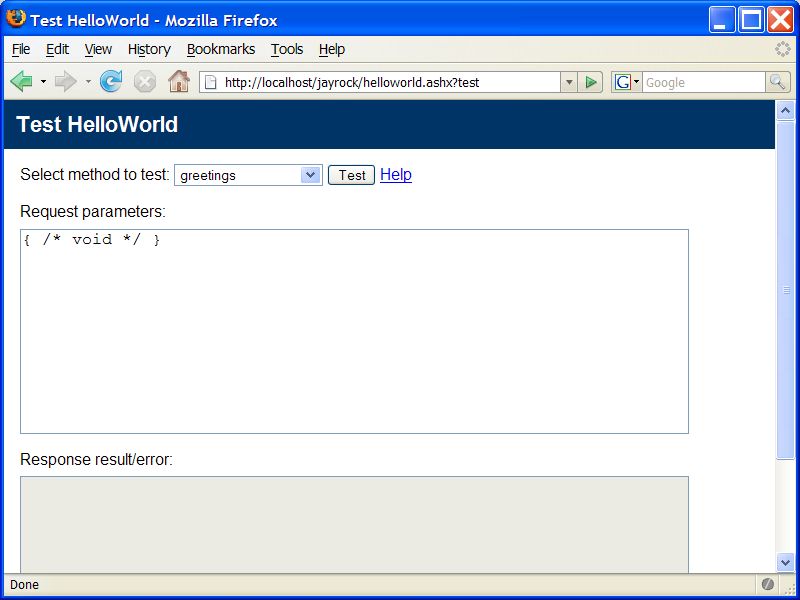 Test HelloWorld - Mozilla Firefox
File Edit View History Bookmarks Tools Help
http://localhost/jayrock/helloworld.ashx?test
G Google
Test HelloWorld
Select method to test: greetings Test Help
Request parameters:
{ /* void */ }
Response result/error:
Done